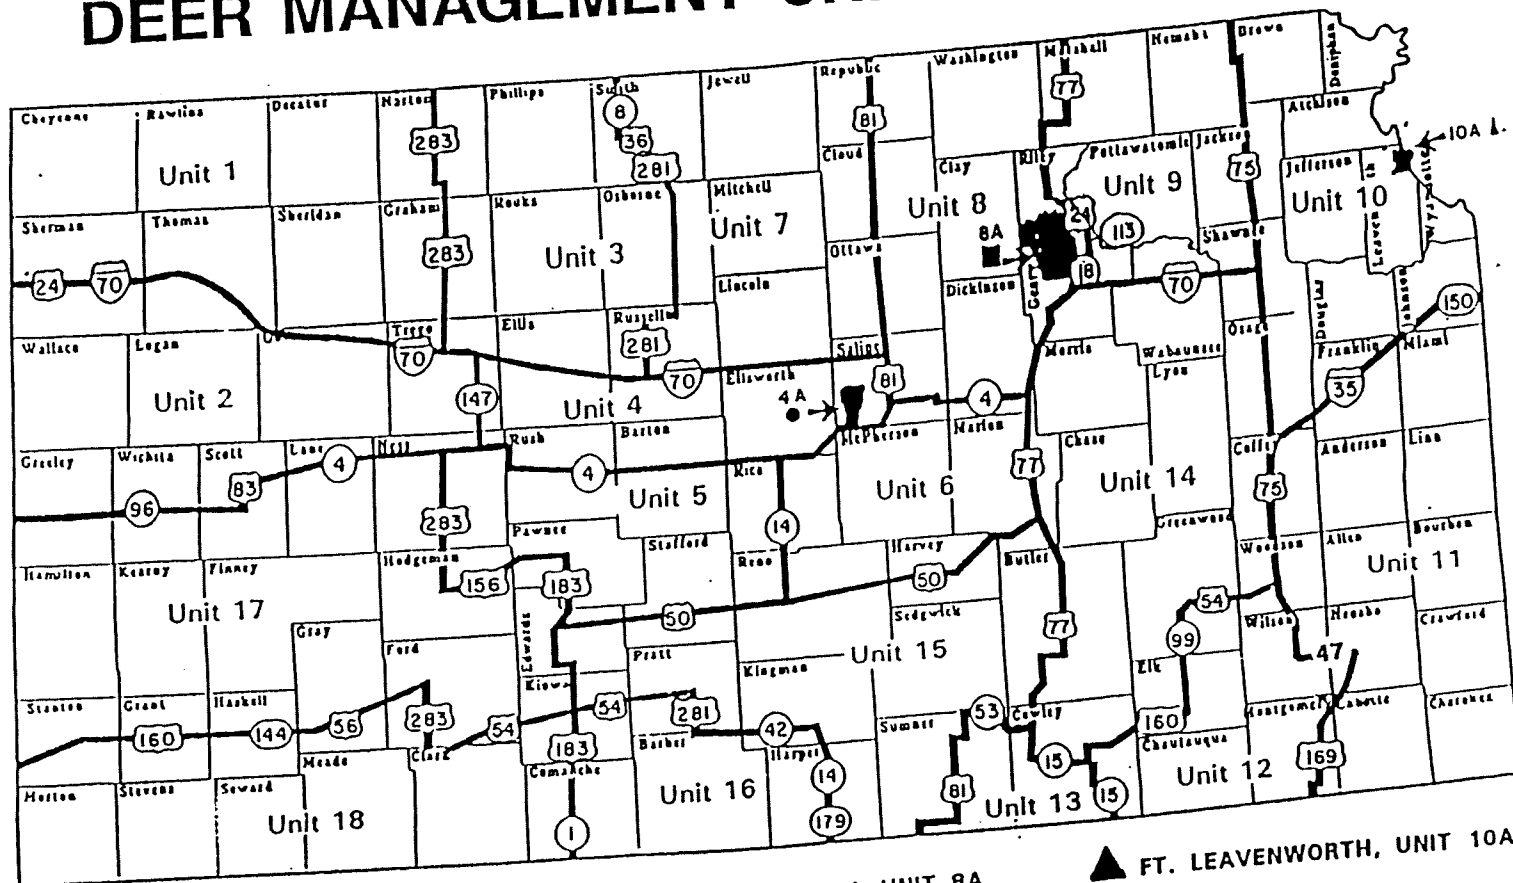 DEER MANAGEMENT
Cheyenne
Rawlins
Decatur
Norton
Phillips
Smith
Jewell
Republic
Washington
Marshall
Nemaha
Brown
Doniphan
283
8
36
281
81
77
Atchison
10A
Unit 1
Cloud
Clay
Riley
Pottawatomie
Jackson
75
Jefferson
Leavenworth
Wyandotte
Sherman
Thomas
Sheridan
Graham
Rooks
Osborne
Mitchell
Unit 7
Unit 8
Unit 9
Unit 10
24
113
8A
Shawnee
283
Unit 3
Ottawa
24
70
Lincoln
Dickinson
Geary
18
70
Douglas
Johnson
150
Wallace
Logan
Trego
70
Ellis
Russell
281
70
Ellsworth
Saline
81
Morris
Wabaunsee
Lyon
Osage
Franklin
Miami
35
Unit 2
147
Unit 4
4A
4
Greeley
Wichita
Scott
Lane
4
Ness
Rush
Barton
Rice
McPherson
Marion
Chase
Coffey
Anderson
Linn
83
96
4
Unit 5
Unit 6
77
Unit 14
75
283
Pawnee
Stafford
14
Harvey
Greenwood
Woodson
Allen
Bourbon
Hamilton
Kearny
Finney
Hodgeman
156
183
Reno
50
Butler
Unit 11
Unit 17
50
Sedgwick
54
Wilson
Neosho
Crawford
Gray
Ford
Edwards
Pratt
Kingman
Unit 15
77
99
Elk
47
Stanton
Grant
Haskell
Kiowa
54
281
42
Sumner
53
Cowley
160
Montgomery
Labette
Cherokee
160
144
56
283
54
183
Barber
Harper
15
Chautauqua
169
Meade
Clark
Comanche
14
81
15
Unit 12
Morton
Stevens
Seward
Unit 18
1
Unit 16
179
Unit 13
UNIT 8A
FT. LEAVENWORTH, UNIT 10A